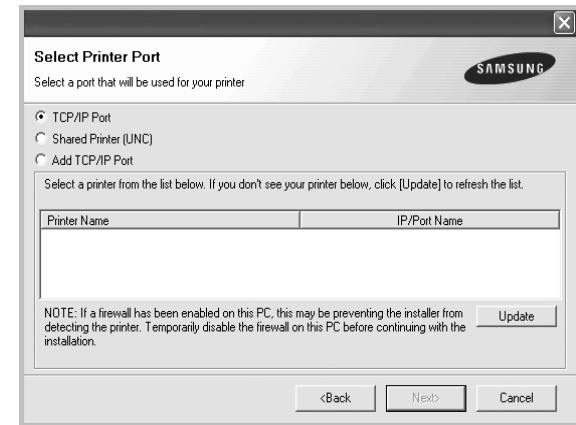 Select Printer Port
Select a port that will be used for your printer
SAMSUNG
TCP/IP Port
Shared Printer (UNC)
Add TCP/IP Port
Select a printer from the list below. If you don't see your printer below, click [Update] to refresh the list.
Printer Name IP/Port Name
NOTE: If a firewall has been enabled on this PC, this may be preventing the installer from
detecting the printer. Temporarily disable the firewall on this PC before continuing with the
installation.
Update
<Back Next> Cancel